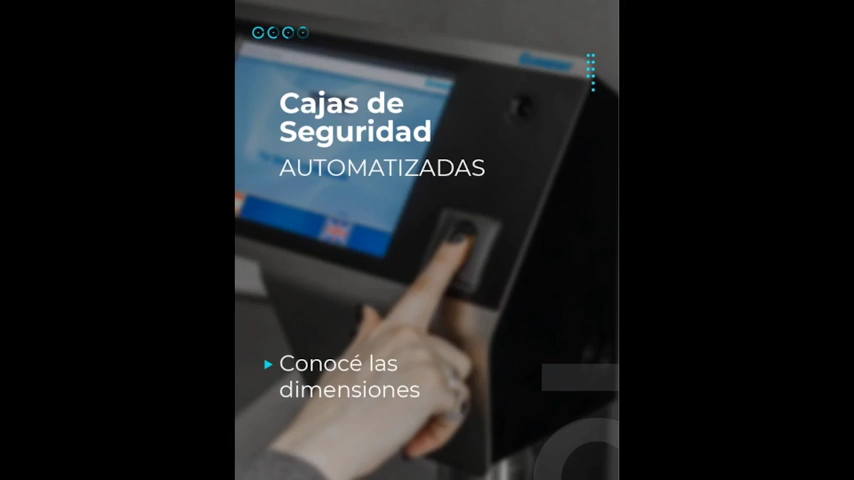 Cajas de
Seguridad
AUTOMATIZADAS
Conocé las
dimensiones